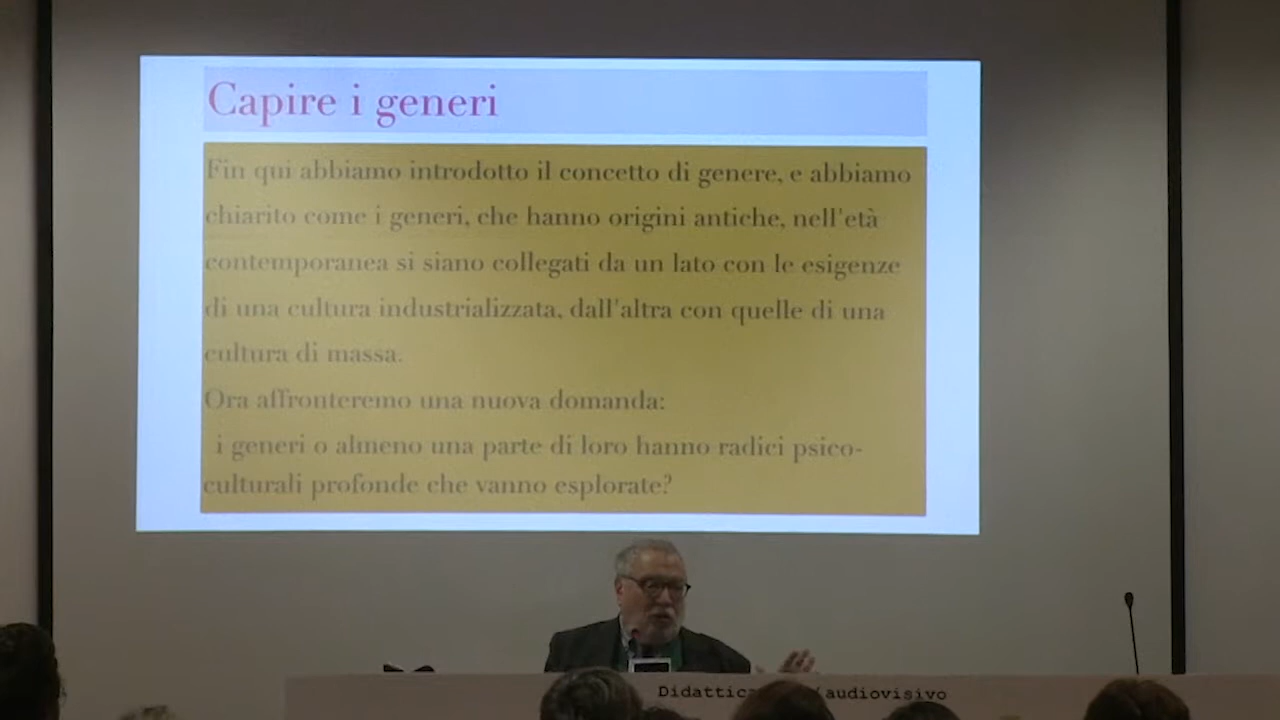 Capire i generi
Fin qui abbiamo introdotto il concetto di genere, e abbiamo
chiarito come i generi, che hanno origini antiche, nell'età
contemporanea si siano collegati da un lato con le esigenze
di una cultura industrializzata, dall'altra con quelle di una
cultura di massa.
Ora affronteremo una nuova domanda:
i generi o almeno una parte di loro hanno radici psico-
culturali profonde che vanno esplorate?
audiovisivo